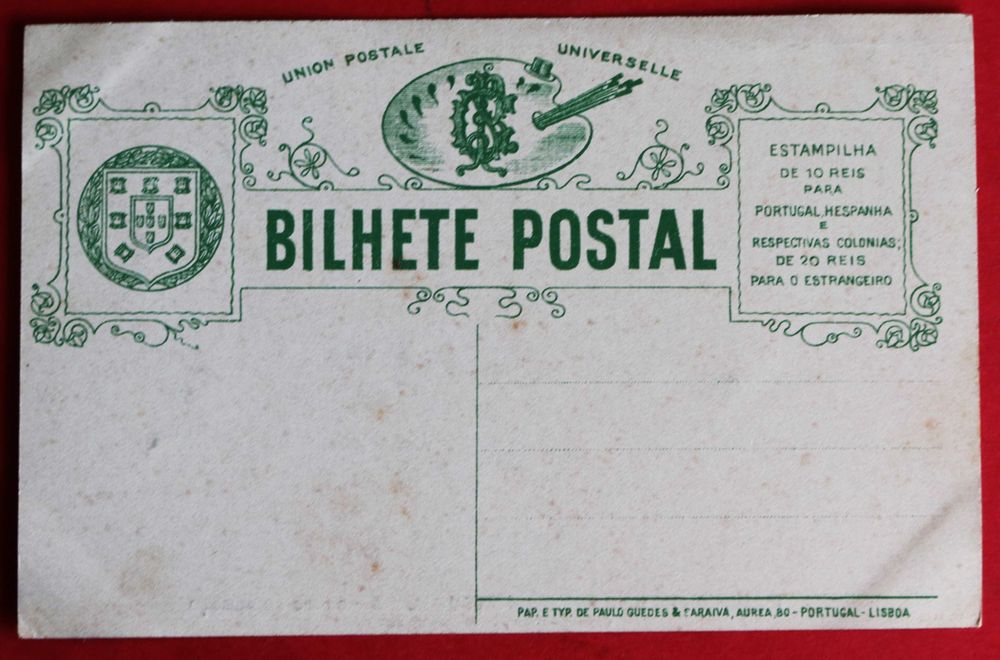 UNION POSTALE UNIVERSELLE
BILHETE POSTAL
ESTAMPILHA
DE 10 REIS
PARA
PORTUGAL, HESPANHA
E
RESPECTIVAS COLONIAS;
DE 20 REIS
PARA O ESTRANGEIRO
PAP. E TYP. DE PAULO GUEDES & SARAIVA, AUREA, 80 - PORTUGAL - LISBOA